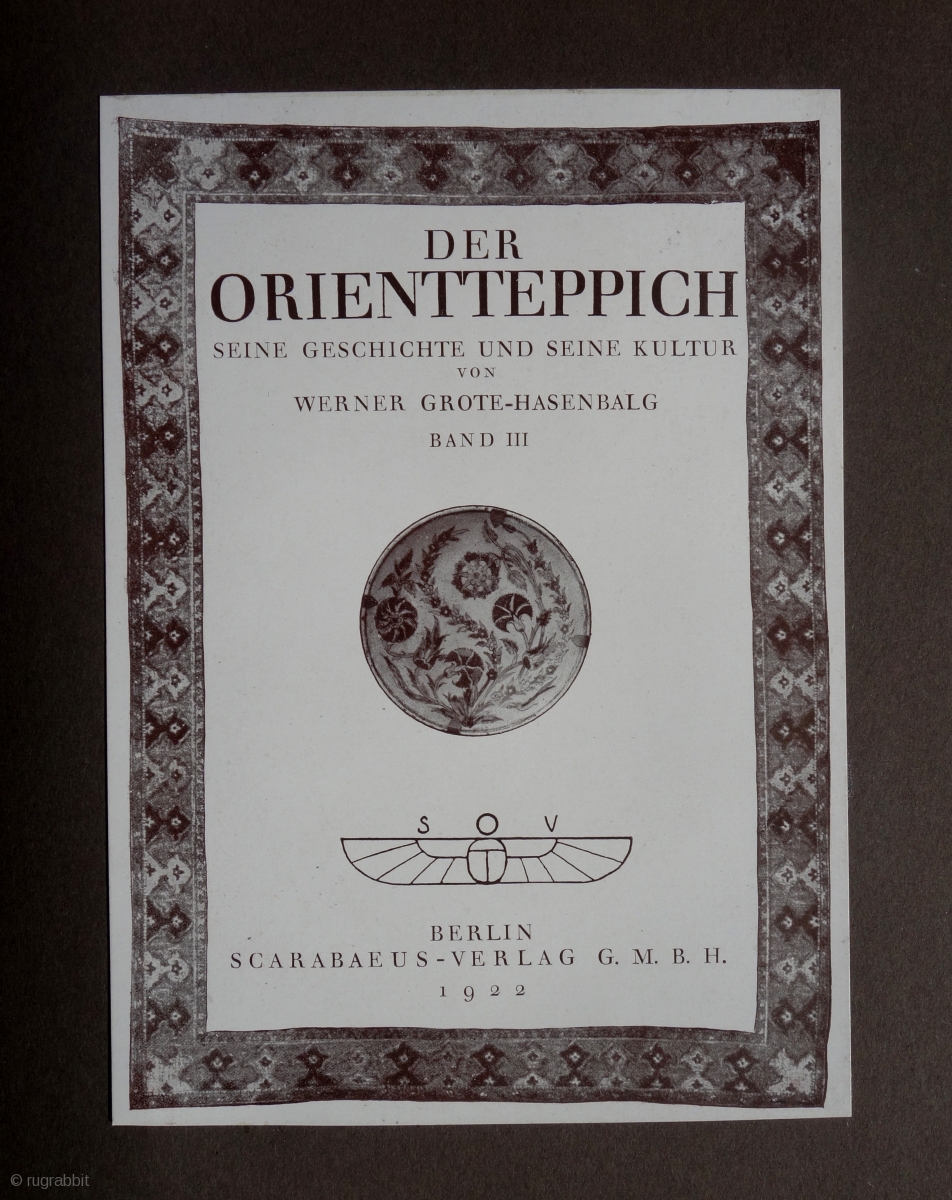 DER
ORIENTTEPPICH
SEINE GESCHICHTE UND SEINE KULTUR
VON
WERNER GROTE-HASENBALG
BAND III
S V
BERLIN
SCARABAEUS-VERLAG G. M. B. H.
1922
© rugrabbit